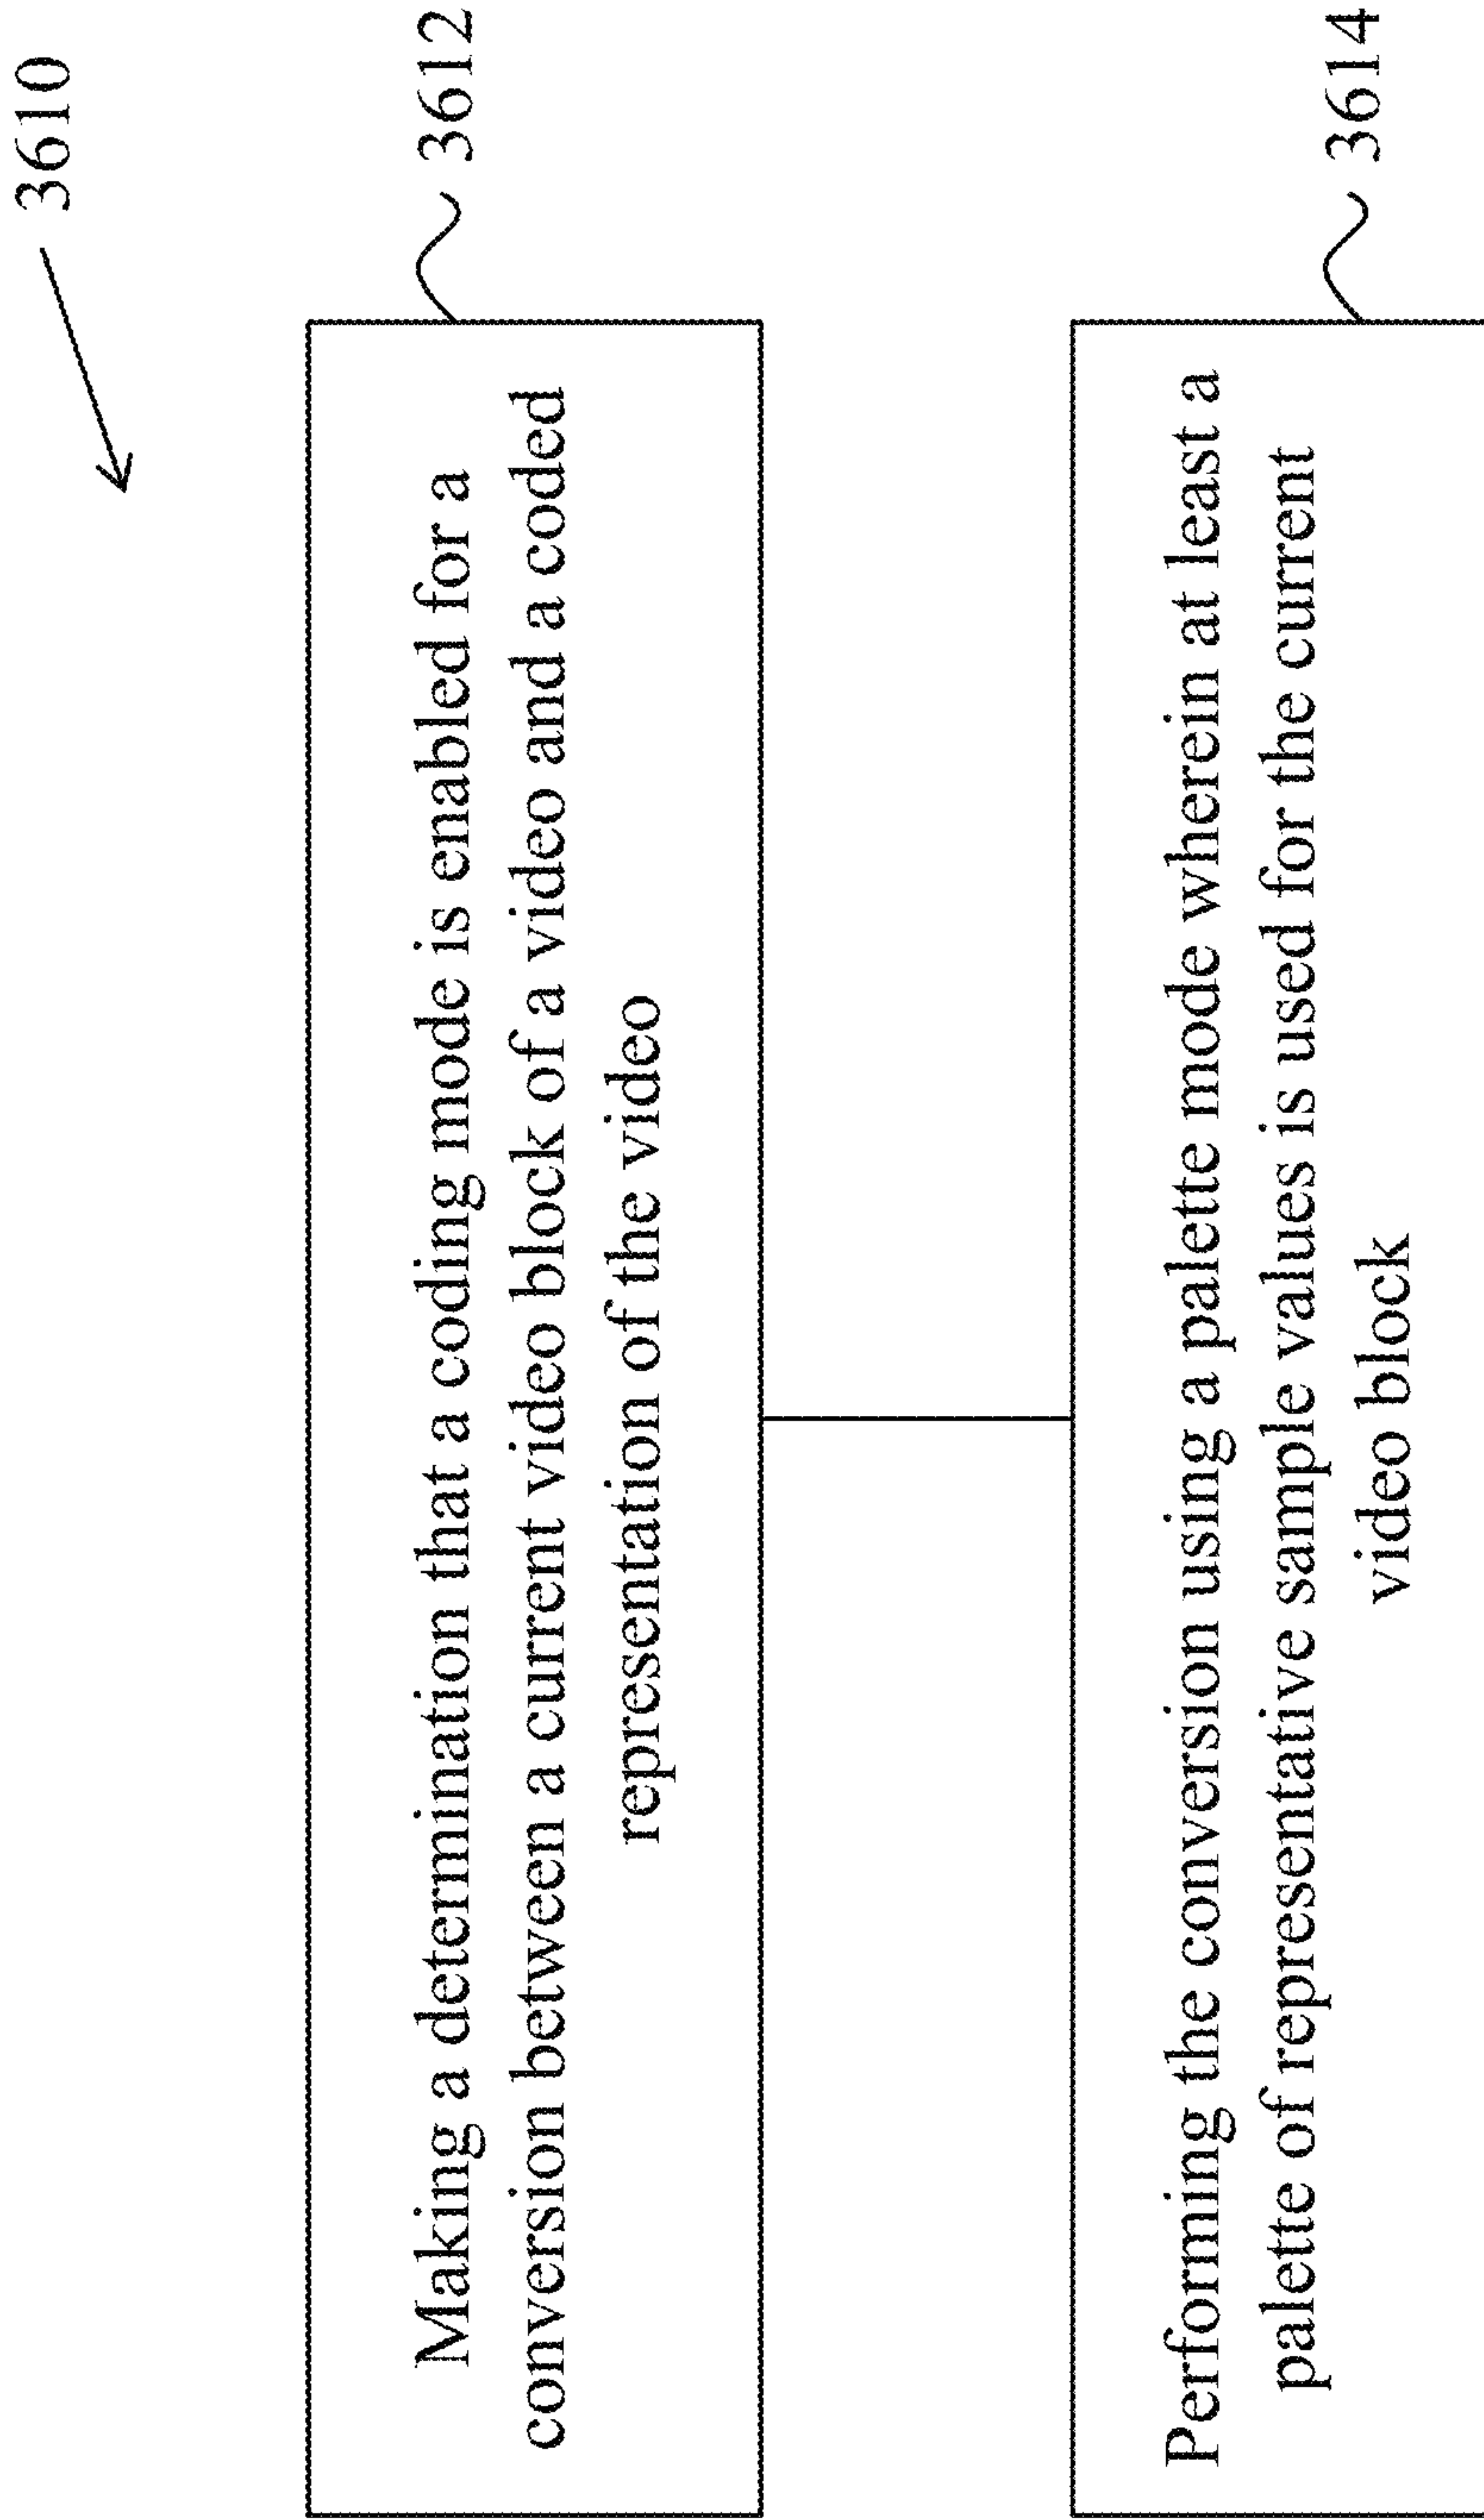 3610
Making a determination that a coding mode is enabled for a
conversion between a current video block of a video and a coded
representation of the video
3612
Performing the conversion using a palette mode wherein at least a
palette of representative sample values is used for the current
video block
3614